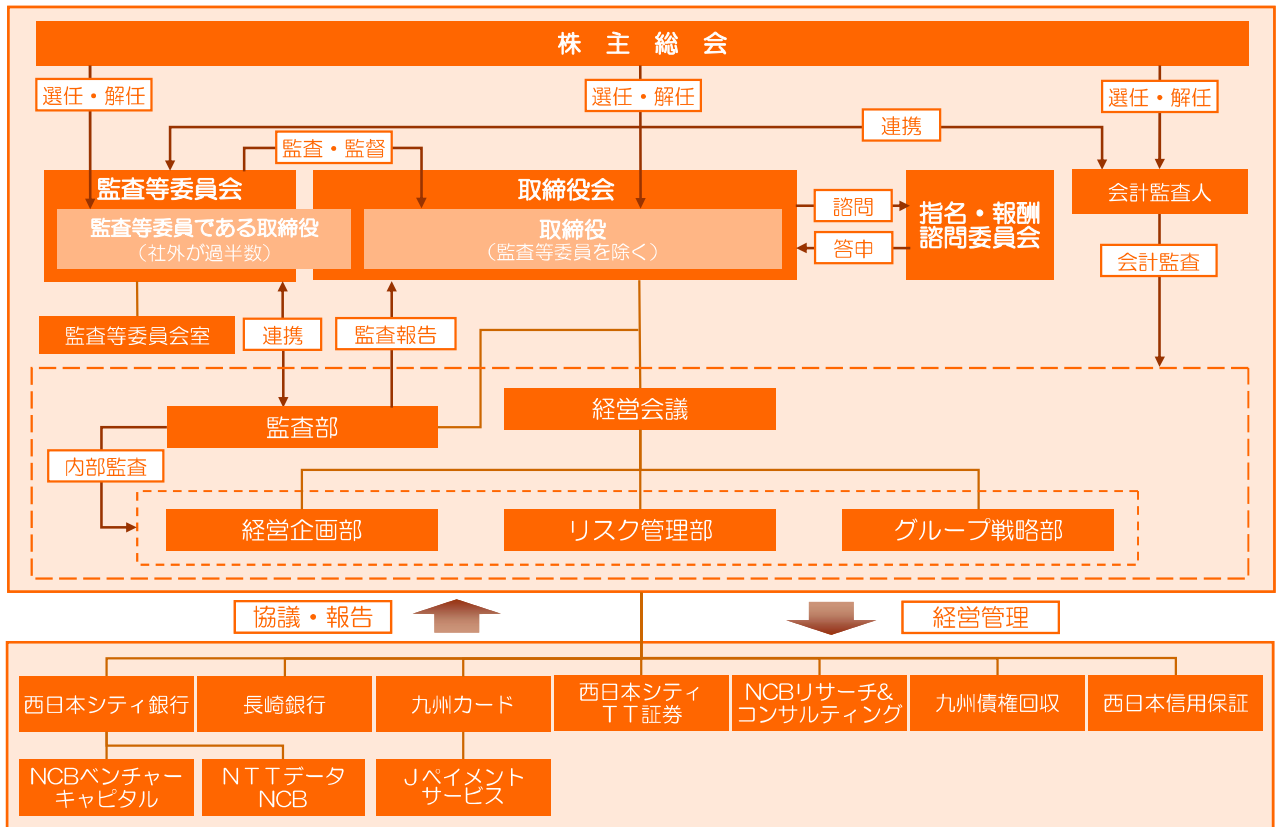 株 主 総 会
選任・解任
選任・解任
選任・解任
連携
監査・監督
監査等委員会
取締役会
会計監査人
監査等委員である取締役
(社外が過半数)
取締役
(監査等委員を除く)
諮問
答申
指名・報酬
諮問委員会
会計監査
監査等委員会室
連携
監査報告
経営会議
監査部
内部監査
経営企画部
リスク管理部
グループ戦略部
協議・報告
経営管理
西日本シティ銀行
長崎銀行
九州カード
西日本シティ
TT証券
NCBリサーチ&
コンサルティング
九州債権回収
西日本信用保証
NCBベンチャー
キャピタル
NTTデータ
NCB
Jペイメント
サービス